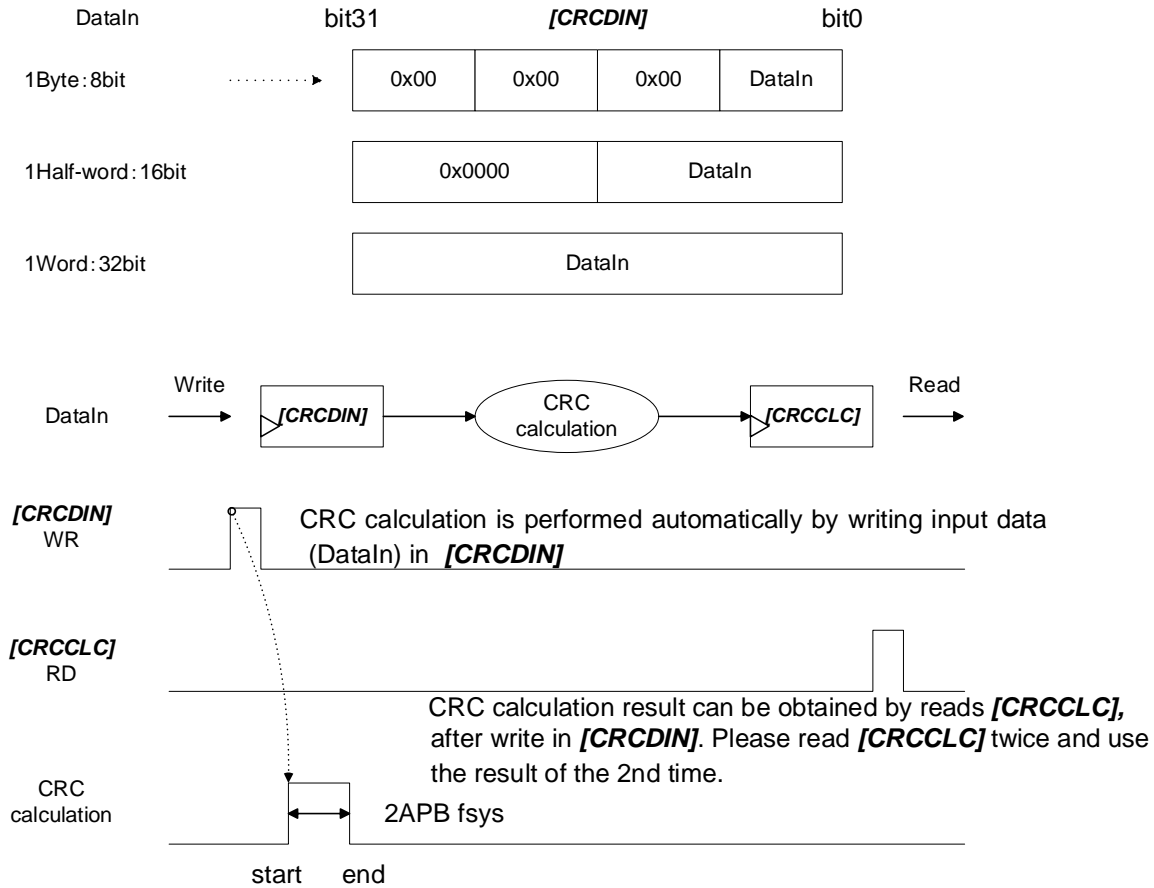 DataIn bit31 [CRCDIN] bit0
1Byte：8bit 0x00 0x00 0x00 DataIn
1Half-word：16bit 0x0000 DataIn
1Word：32bit DataIn
Write Read
DataIn [CRCDIN] CRC [CRCCLC]
calculation
[CRCDIN]
WR
CRC calculation is performed automatically by writing input data
(DataIn) in [CRCDIN]
[CRCCLC]
RD
CRC calculation result can be obtained by reads [CRCCLC],
after write in [CRCDIN]. Please read [CRCCLC] twice and use
the result of the 2nd time.
CRC
calculation
2APB fsys
start end